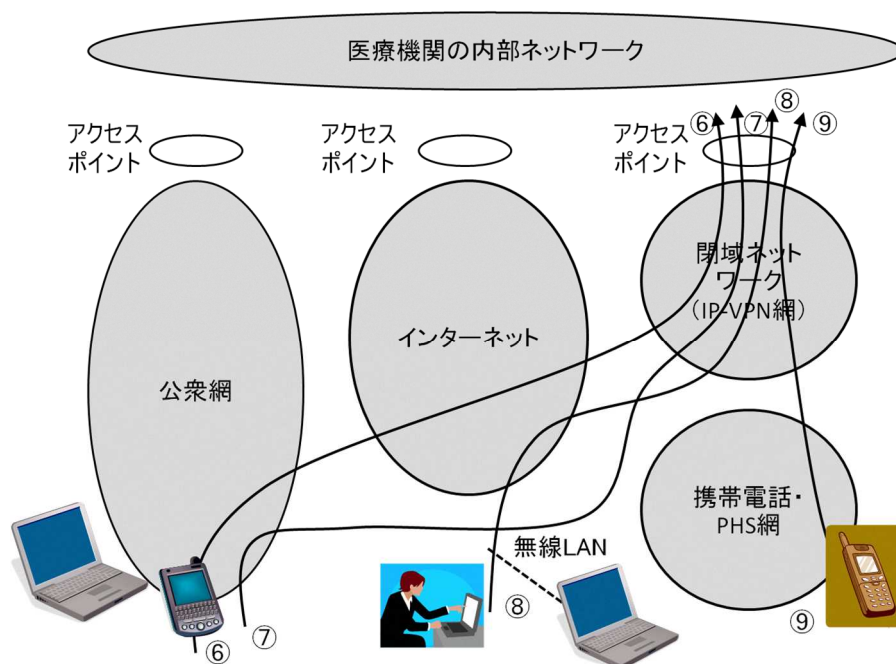 医療機関の内部ネットワーク
アクセス
ポイント
アクセス
ポイント
アクセス
ポイント
⑥
⑦
⑧
⑨
閉域ネット
ワーク
（IP-VPN網）
インターネット
公衆網
携帯電話・
PHS網
無線LAN
⑥
⑦
⑧
⑨